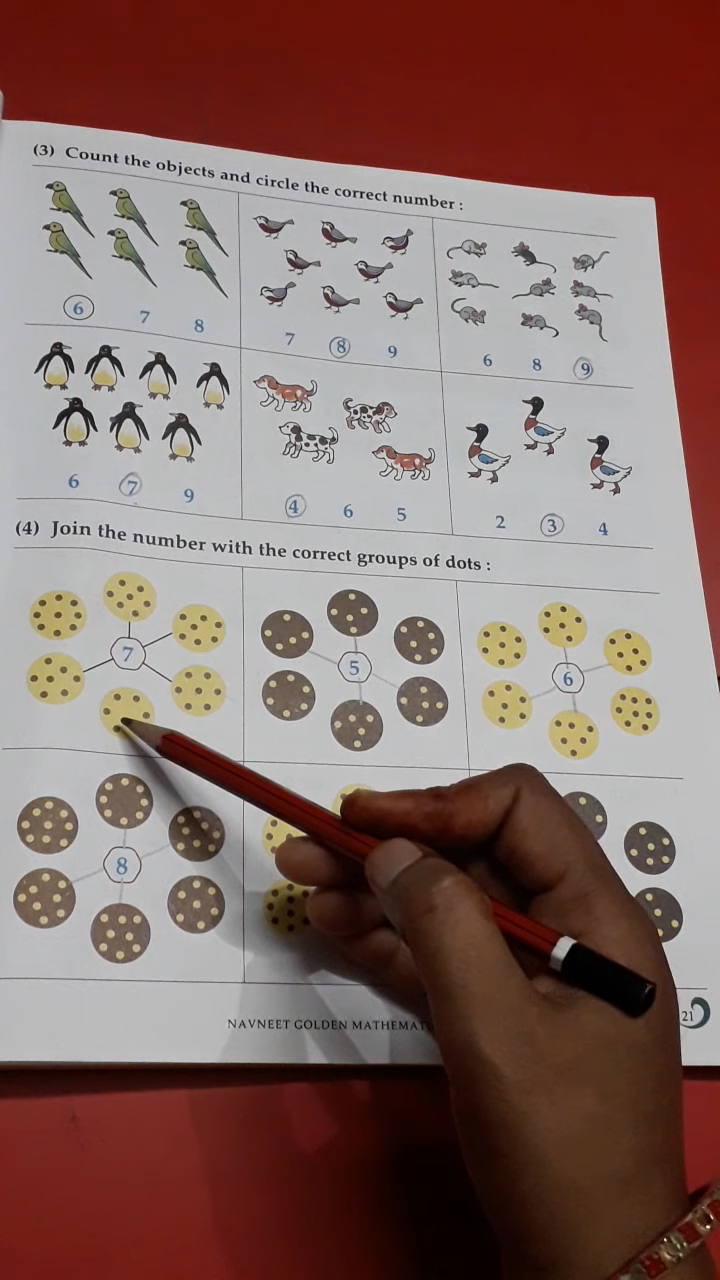 (3) Count the objects and circle the correct number :
6 7 8
7 8 9
6 8 9
6 7 9
4 6 5
2 3 4
(4) Join the number with the correct groups of dots :
7
5
6
8
NAVNEET GOLDEN
21